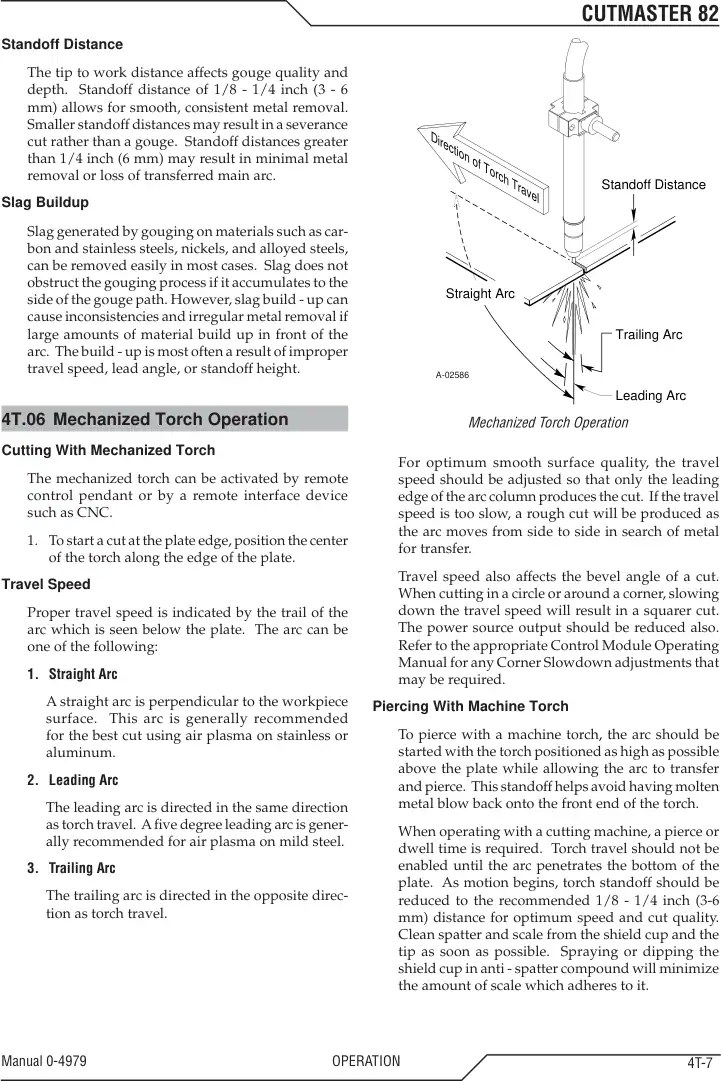 CUTMASTER 82
Standoff Distance
The tip to work distance affects gouge quality and
depth.  Standoff distance of 1/8 - 1/4 inch (3 - 6
mm) allows for smooth, consistent metal removal.
Smaller standoff distances may result in a severance
cut rather than a gouge.  Standoff distances greater
than 1/4 inch (6 mm) may result in minimal metal
removal or loss of transferred main arc.
Slag Buildup
Slag generated by gouging on materials such as car-
bon and stainless steels, nickels, and alloyed steels,
can be removed easily in most cases.  Slag does not
obstruct the gouging process if it accumulates to the
side of the gouge path. However, slag build - up can
cause inconsistencies and irregular metal removal if
large amounts of material build up in front of the
arc.  The build - up is most often a result of improper
travel speed, lead angle, or standoff height.
4T.06 Mechanized Torch Operation
Cutting With Mechanized Torch
The mechanized torch can be activated by remote
control pendant or by a remote interface device
such as CNC.
1. To start a cut at the plate edge, position the center
of the torch along the edge of the plate.
Travel Speed
Proper travel speed is indicated by the trail of the
arc which is seen below the plate.  The arc can be
one of the following:
1. Straight Arc
A straight arc is perpendicular to the workpiece
surface.  This arc is generally recommended
for the best cut using air plasma on stainless or
aluminum.
2. Leading Arc
The leading arc is directed in the same direction
as torch travel.  A five degree leading arc is gener-
ally recommended for air plasma on mild steel.
3. Trailing Arc
The trailing arc is directed in the opposite direc-
tion as torch travel.
Direction of Torch Travel
Standoff Distance
Straight Arc
Trailing Arc
A-02586
Leading Arc
Mechanized Torch Operation
For optimum smooth surface quality, the travel
speed should be adjusted so that only the leading
edge of the arc column produces the cut.  If the travel
speed is too slow, a rough cut will be produced as
the arc moves from side to side in search of metal
for transfer.
Travel speed also affects the bevel angle of a cut.
When cutting in a circle or around a corner, slowing
down the travel speed will result in a squarer cut.
The power source output should be reduced also.
Refer to the appropriate Control Module Operating
Manual for any Corner Slowdown adjustments that
may be required.
Piercing With Machine Torch
To pierce with a machine torch, the arc should be
started with the torch positioned as high as possible
above the plate while allowing the arc to transfer
and pierce.  This standoff helps avoid having molten
metal blow back onto the front end of the torch.
When operating with a cutting machine, a pierce or
dwell time is required.  Torch travel should not be
enabled until the arc penetrates the bottom of the
plate.  As motion begins, torch standoff should be
reduced to the recommended 1/8 - 1/4 inch (3-6
mm) distance for optimum speed and cut quality.
Clean spatter and scale from the shield cup and the
tip as soon as possible.  Spraying or dipping the
shield cup in anti - spatter compound will minimize
the amount of scale which adheres to it.
Manual 0-4979
OPERATION
4T-7